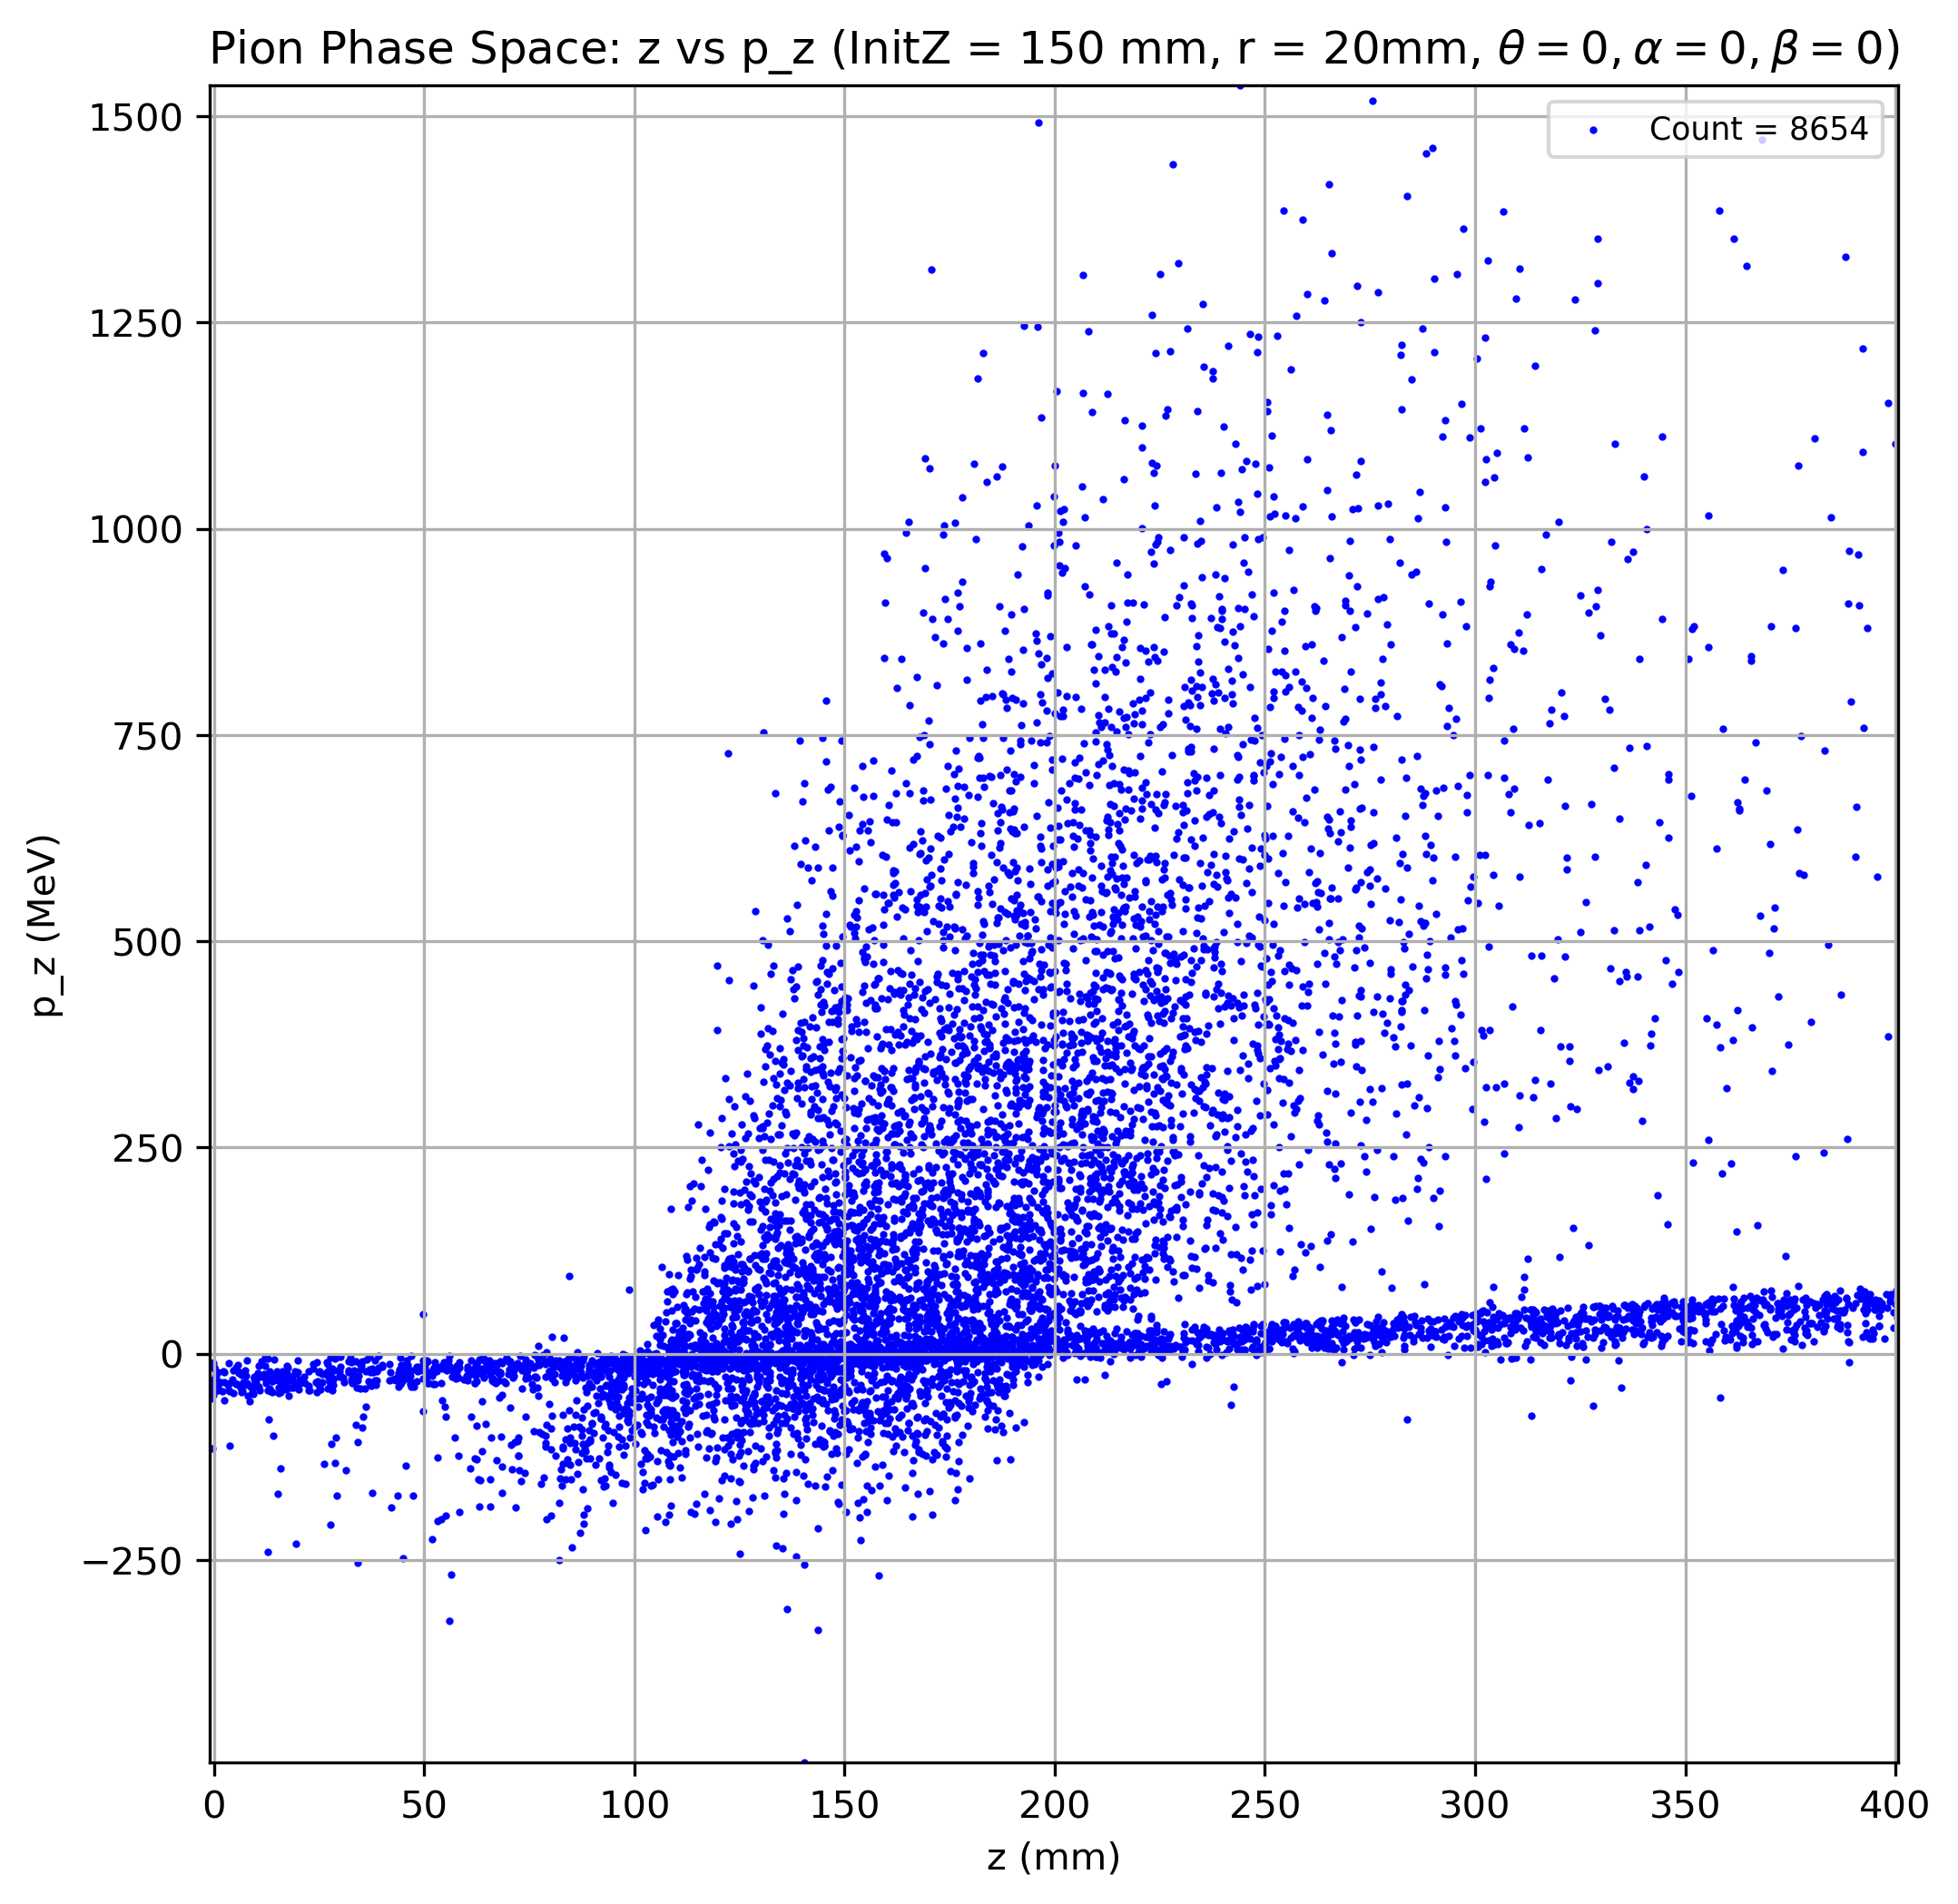 Pion Phase Space: z vs p_z (InitZ = 150 mm, r = 20mm, θ = 0, α = 0, β = 0)
Count = 8654
1500
1250
1000
750
500
250
0
−250
p_z (MeV)
0 50 100 150 200 250 300 350 400
z (mm)